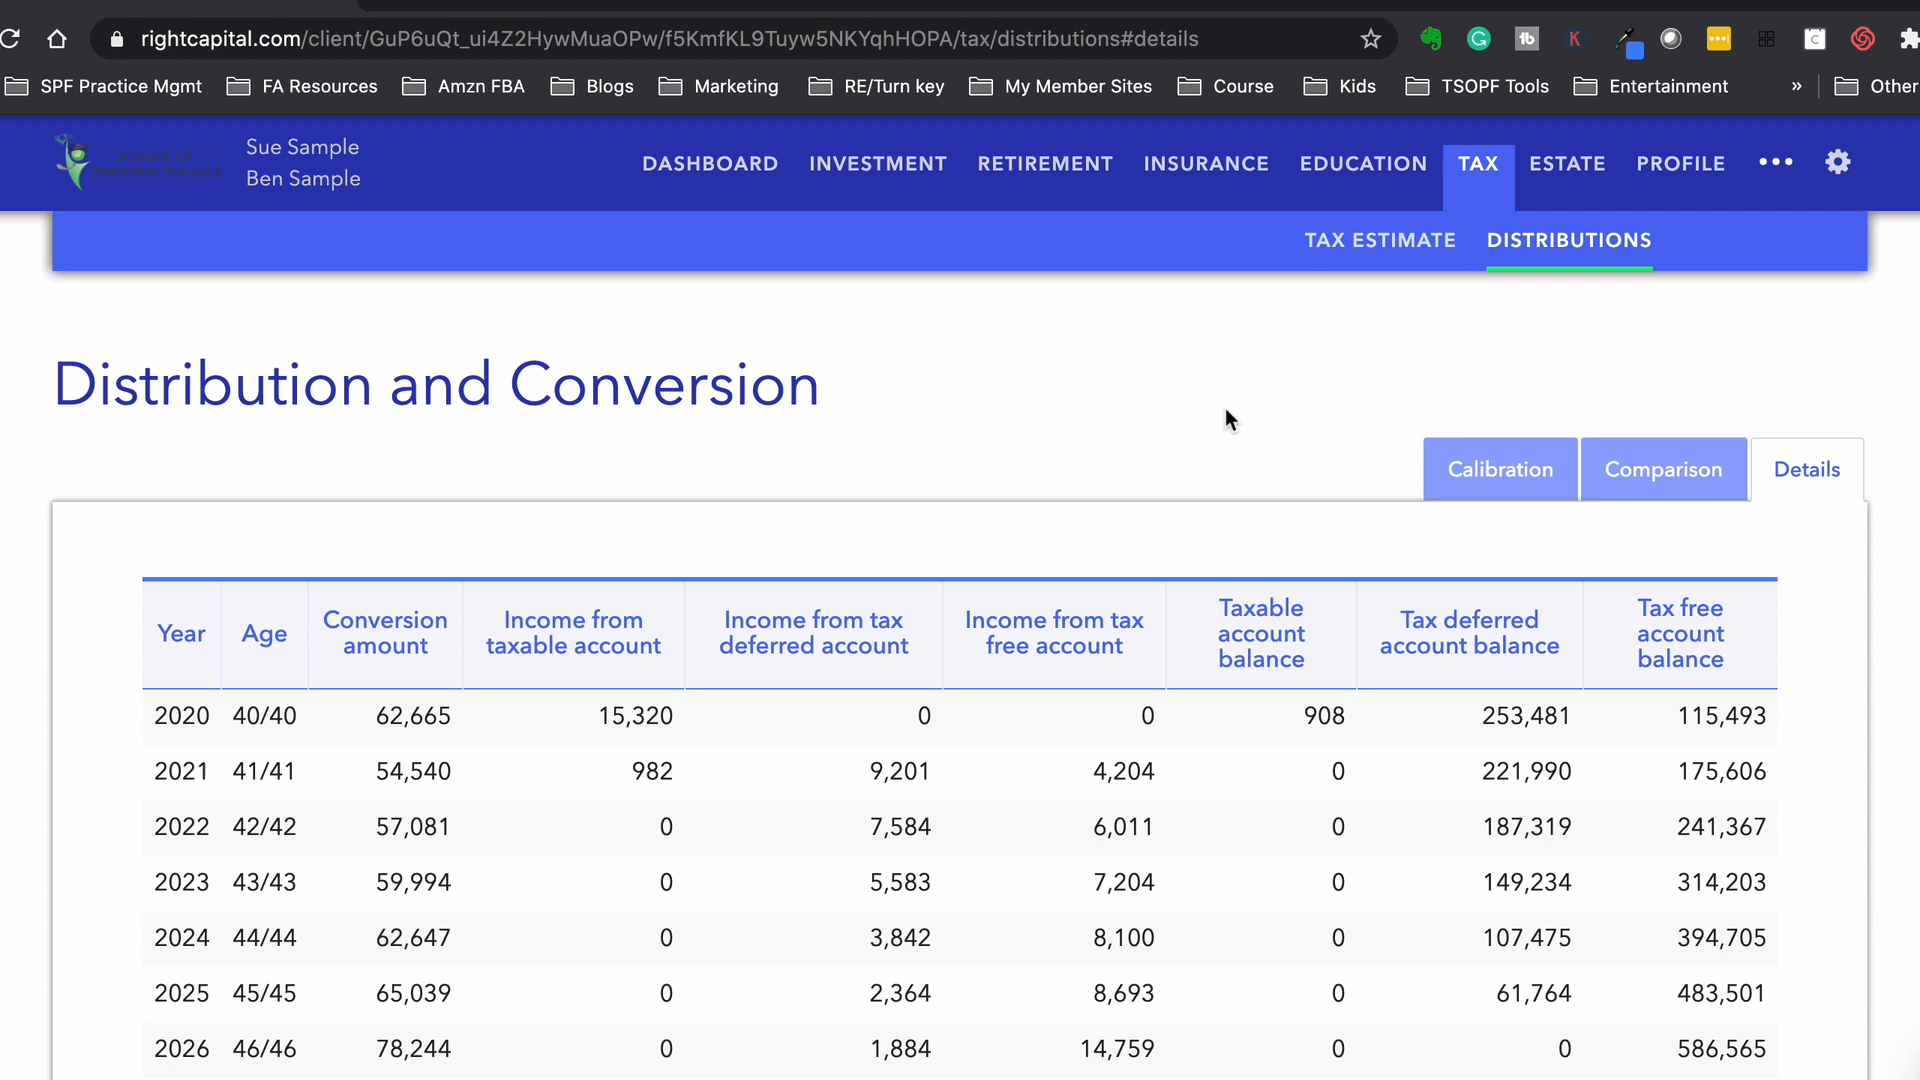 rightcapital.com/client/GuP6uQt_ui4Z2HywMuaOPw/f5KmfKL9Tuyw5NKYqhHOPA/tax/distributions#details
SPF Practice Mgmt FA Resources Amzn FBA Blogs Marketing RE/Turn key My Member Sites Course Kids TSOPF Tools Entertainment » Other
Sue Sample
Ben Sample
DASHBOARD INVESTMENT RETIREMENT INSURANCE EDUCATION TAX ESTATE PROFILE •••
TAX ESTIMATE DISTRIBUTIONS
Distribution and Conversion
Calibration Comparison Details
Year Age Conversion amount Income from taxable account Income from tax deferred account Income from tax free account Taxable account balance Tax deferred account balance Tax free account balance
2020 40/40 62,665 15,320 0 0 908 253,481 115,493
2021 41/41 54,540 982 9,201 4,204 0 221,990 175,606
2022 42/42 57,081 0 7,584 6,011 0 187,319 241,367
2023 43/43 59,994 0 5,583 7,204 0 149,234 314,203
2024 44/44 62,647 0 3,842 8,100 0 107,475 394,705
2025 45/45 65,039 0 2,364 8,693 0 61,764 483,501
2026 46/46 78,244 0 1,884 14,759 0 0 586,565